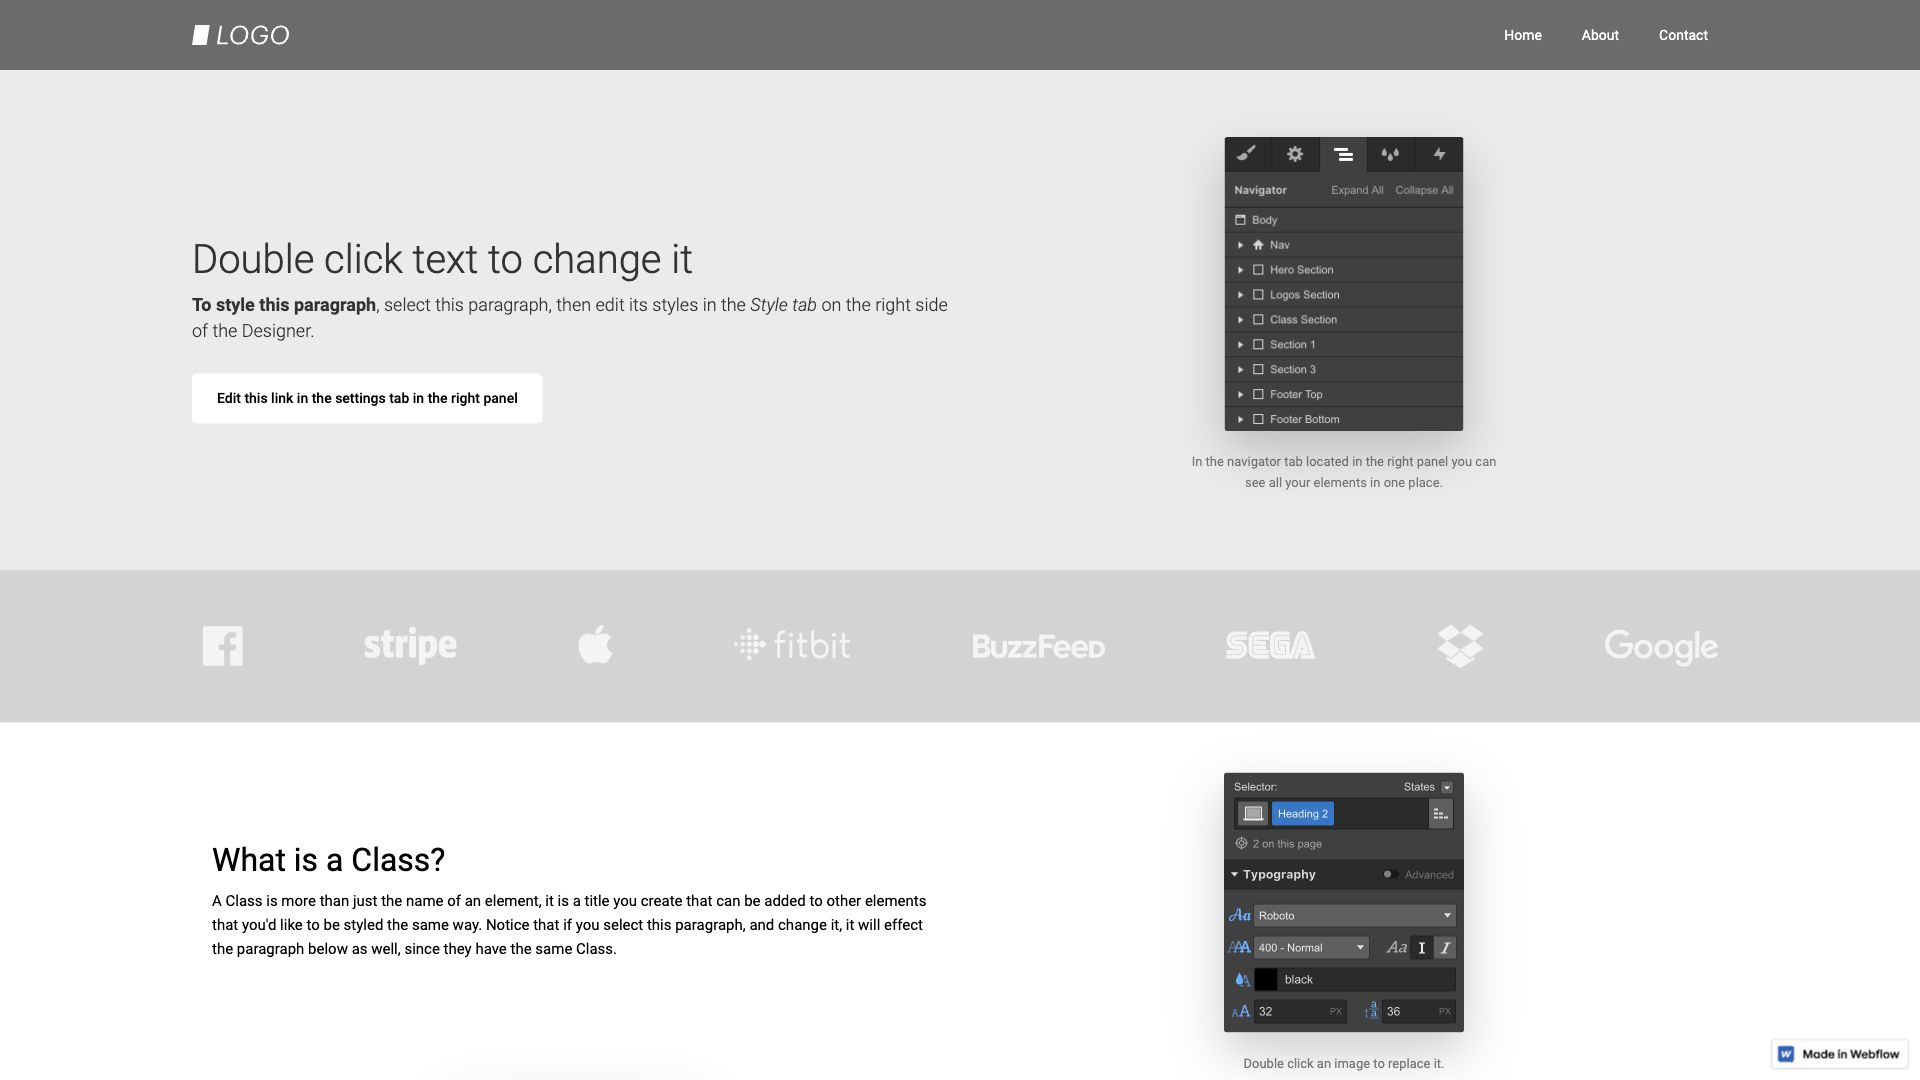 LOGO
Home About Contact
Navigator Expand All Collapse All
Body
Nav
Hero Section
Logos Section
Class Section
Section 1
Section 3
Footer Top
Footer Bottom
Double click text to change it
To style this paragraph, select this paragraph, then edit its styles in the Style tab on the right side
of the Designer.
Edit this link in the settings tab in the right panel
In the navigator tab located in the right panel you can
see all your elements in one place.
stripe fitbit BuzzFeed SEGA Google
What is a Class?
A Class is more than just the name of an element, it is a title you create that can be added to other elements
that you'd like to be styled the same way. Notice that if you select this paragraph, and change it, it will effect
the paragraph below as well, since they have the same Class.
Selector: States
Heading 2
2 on this page
Typography Advanced
Aa Roboto
AAA 400 - Normal Aa I I
A black
AA 32 PX aa 36 PX
Double click an image to replace it.
Made in Webflow